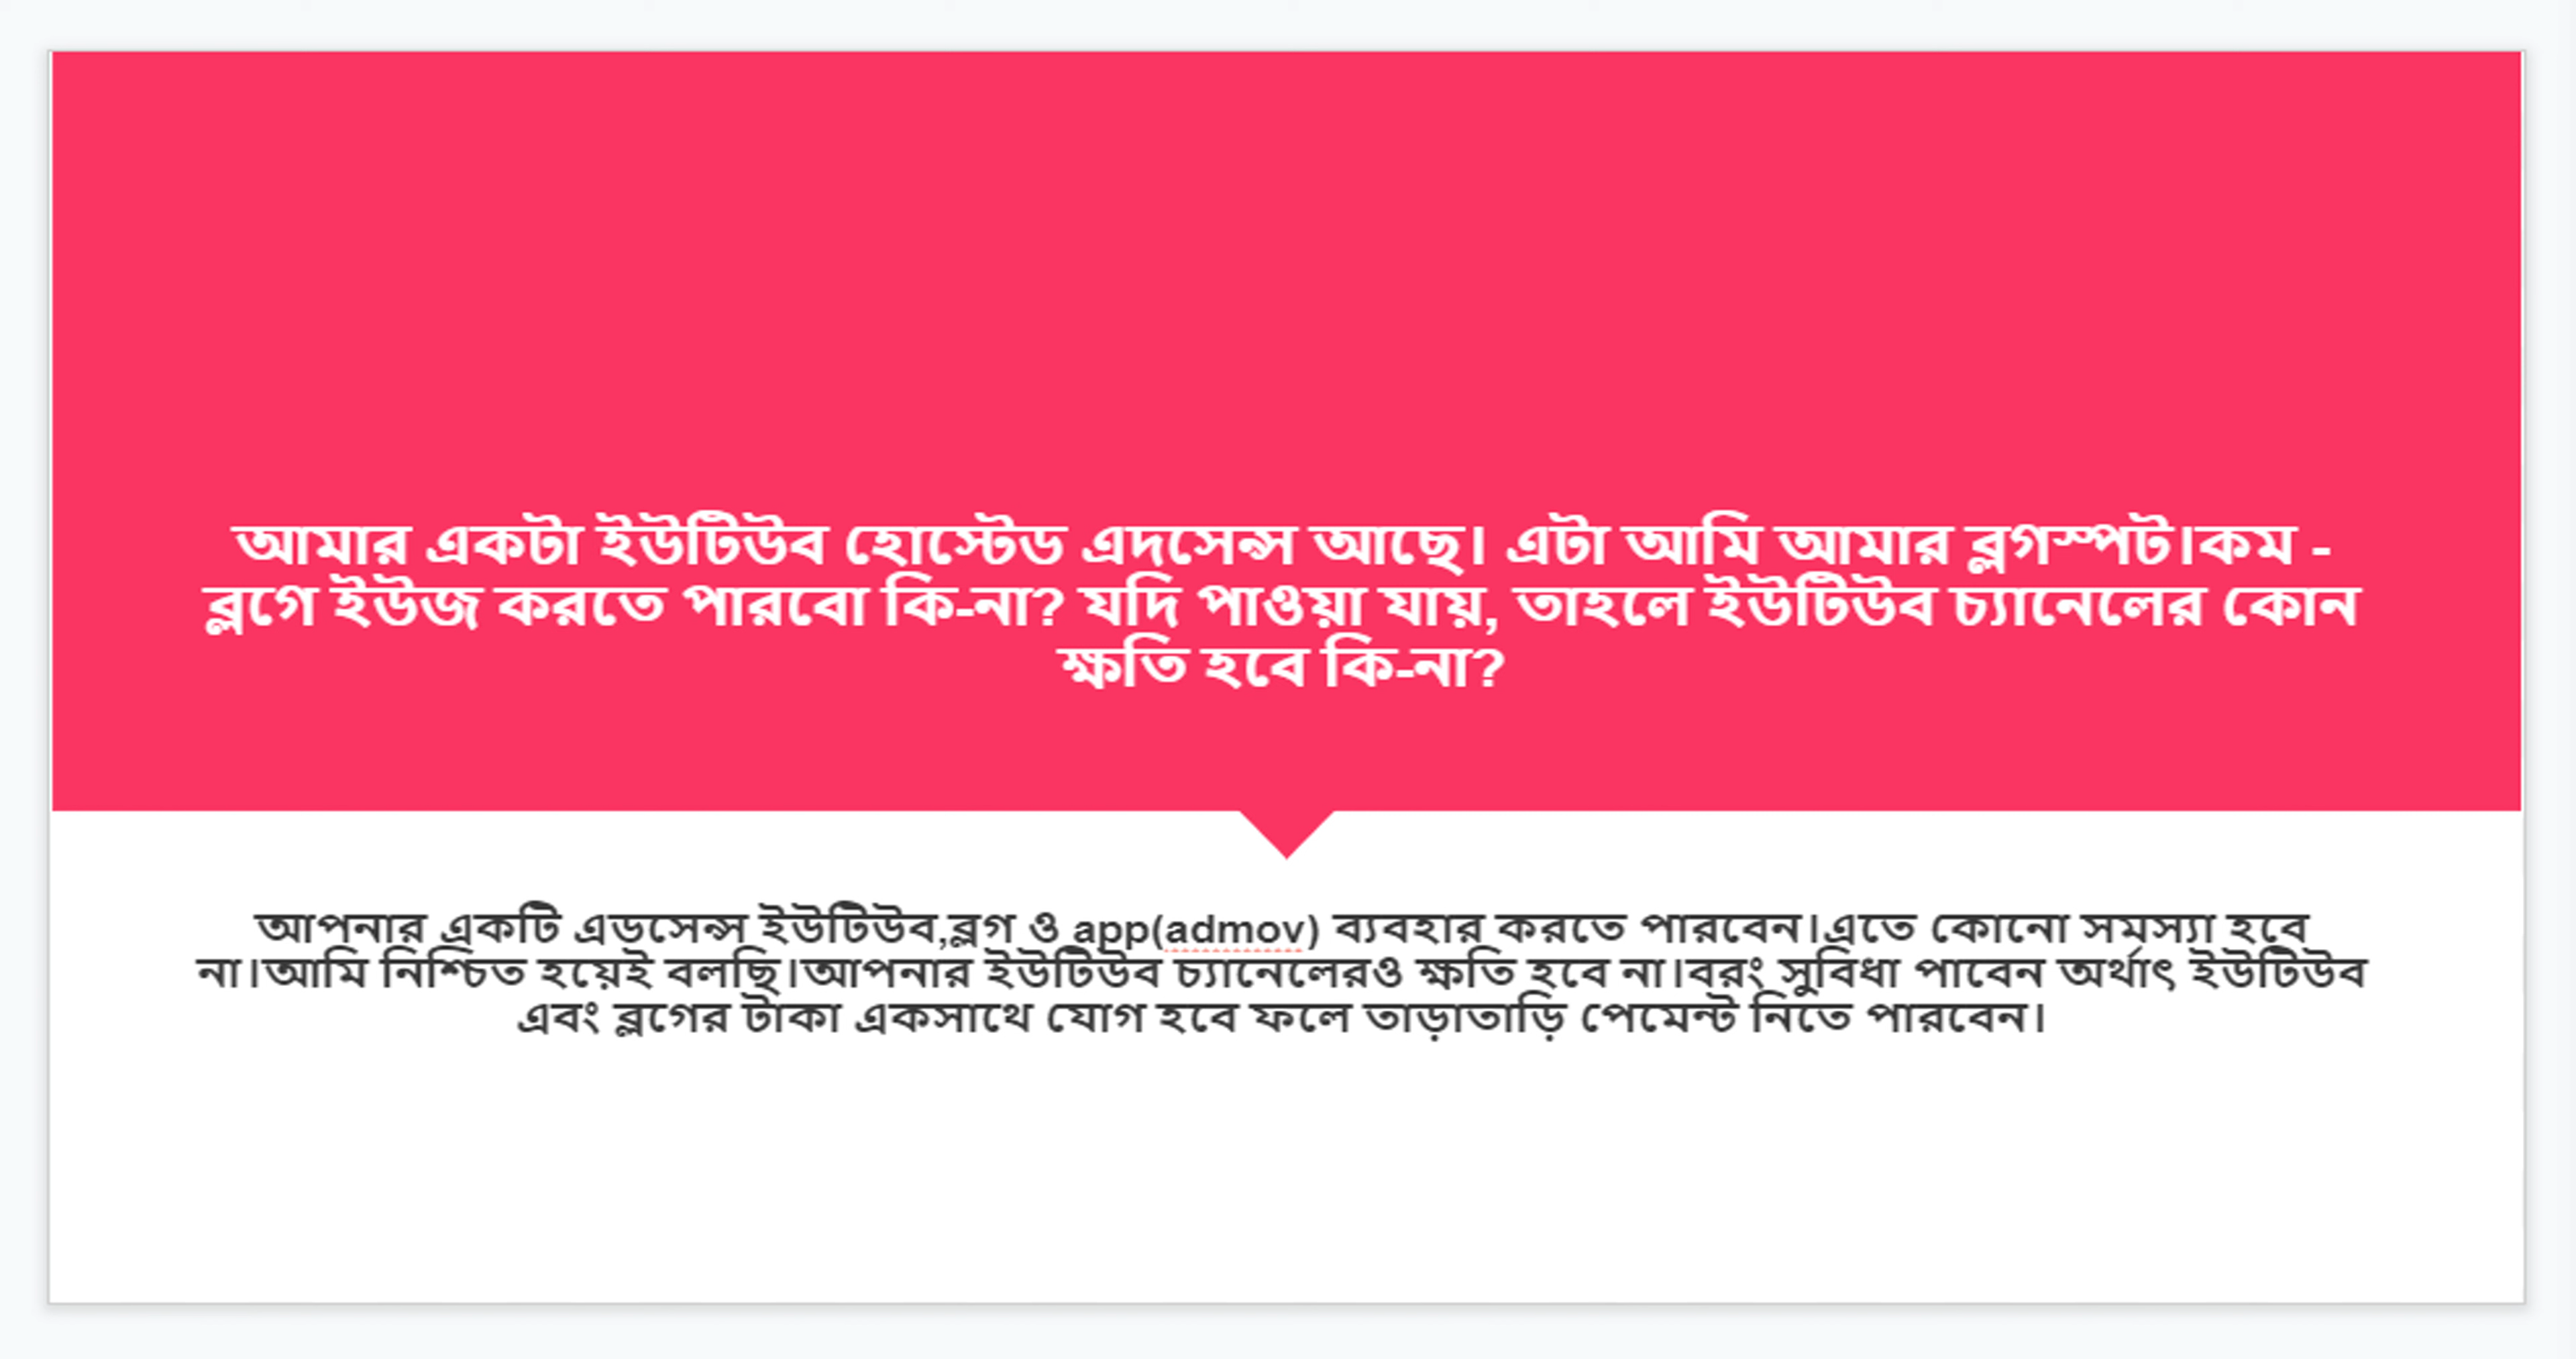 আমার একটা ইউটিউব হোস্টেড এদসেন্স আছে। এটা আমি আমার ব্লগস্পট।কম -
ব্লগে ইউজ করতে পারবো কি-না? যদি পাওয়া যায়, তাহলে ইউটিউব চ্যানেলের কোন
ক্ষতি হবে কি-না?
আপনার একটি এডসেন্স ইউটিউব,ব্লগ ও app(admov) ব্যবহার করতে পারবেন।এতে কোনো সমস্যা হবে
না।আমি নিশ্চিত হয়েই বলছি।আপনার ইউটিউব চ্যানেলেরও ক্ষতি হবে না।বরং সুবিধা পাবেন অর্থাৎ ইউটিউব
এবং ব্লগের টাকা একসাথে যোগ হবে ফলে তাড়াতাড়ি পেমেন্ট নিতে পারবেন।